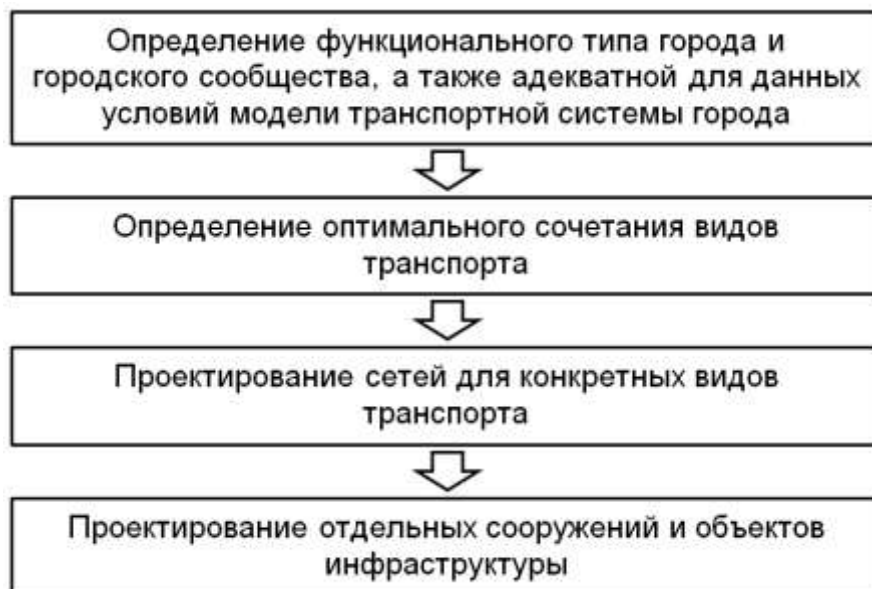 Определение функционального типа города и
городского сообщества, а также адекватной для данных
условий модели транспортной системы города
Определение оптимального сочетания видов
транспорта
Проектирование сетей для конкретных видов
транспорта
Проектирование отдельных сооружений и объектов
инфраструктуры